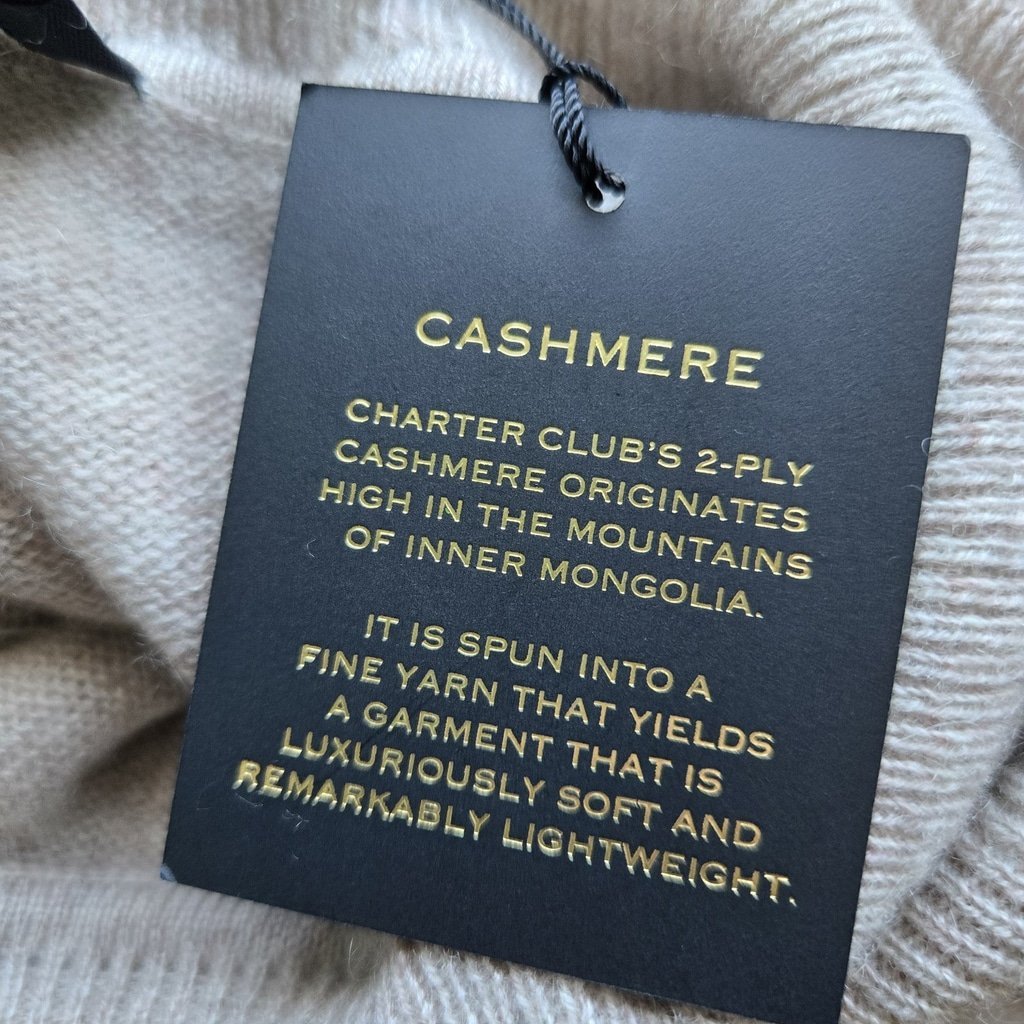 CASHMERE
CHARTER CLUB'S 2-PLY
CASHMERE ORIGINATES
HIGH IN THE MOUNTAINS
OF INNER MONGOLIA.
IT IS SPUN INTO A
FINE YARN THAT YIELDS
A GARMENT THAT IS
LUXURIOUSLY SOFT AND
REMARKABLY LIGHTWEIGHT.